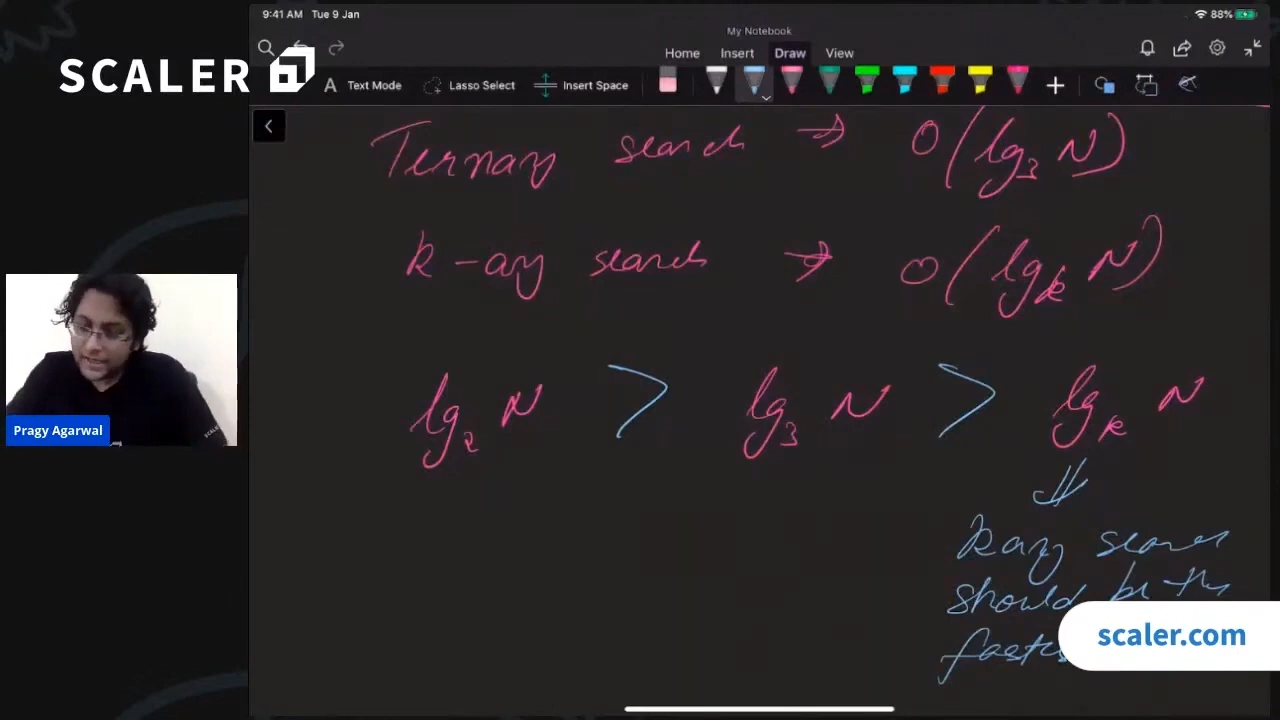 9:41 AM Tue 9 Jan
88%
My Notebook
Home Insert Draw View
SCALER
Text Mode Lasso Select Insert Space
Ternary search → O(lg₃ N)
k-ary search → O(lgₖ N)
lg₂ N > lg₃ N > lgₖ N
⇓
kary search
should be the
Pragy Agarwal
scaler.com